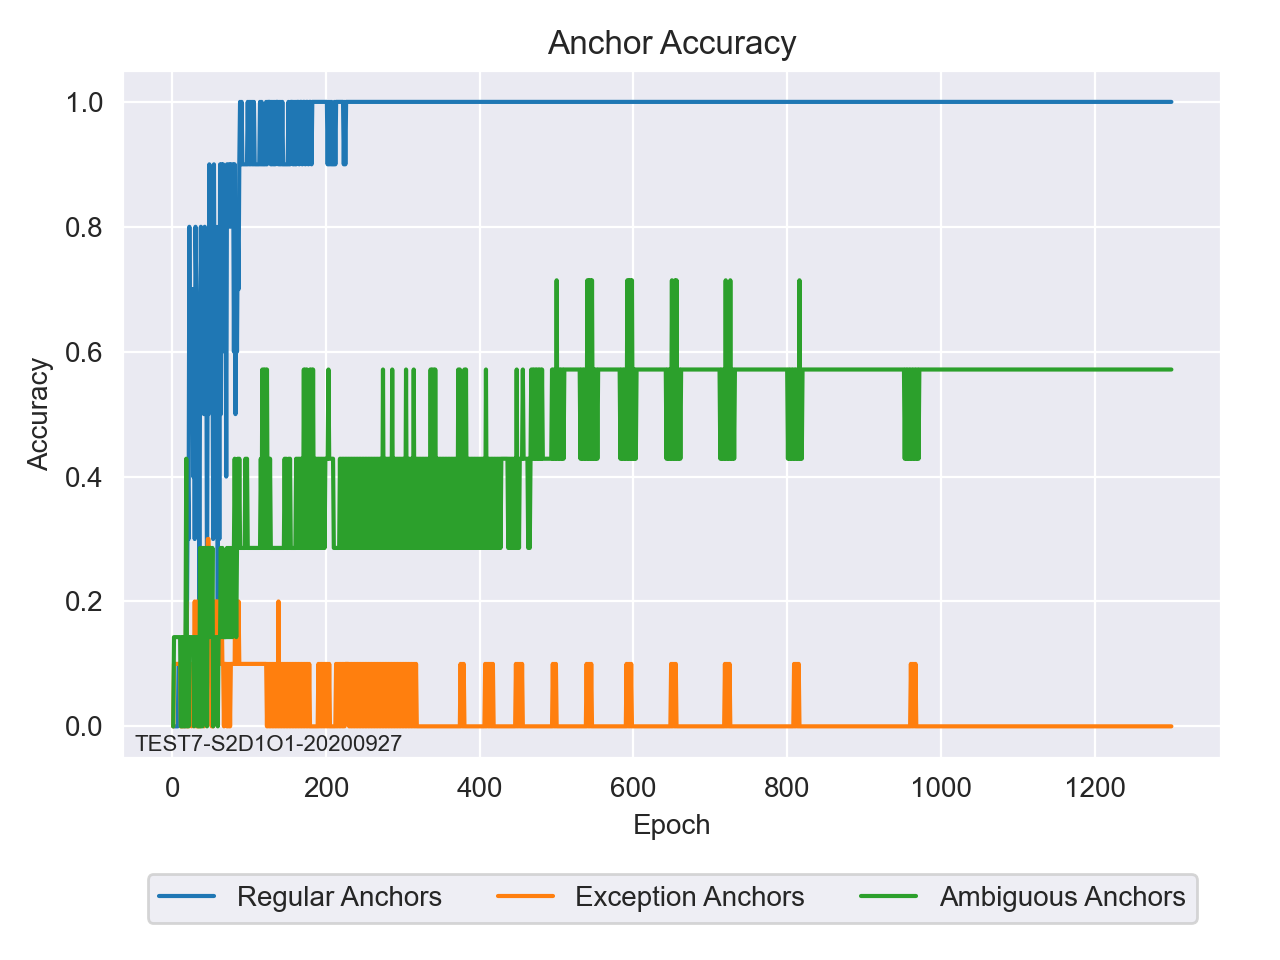 Anchor Accuracy
1.0
0.8
0.6
0.4
0.2
0.0
Accuracy
TEST7-S2D1O1-20200927
0 200 400 600 800 1000 1200
Epoch
Regular Anchors Exception Anchors Ambiguous Anchors